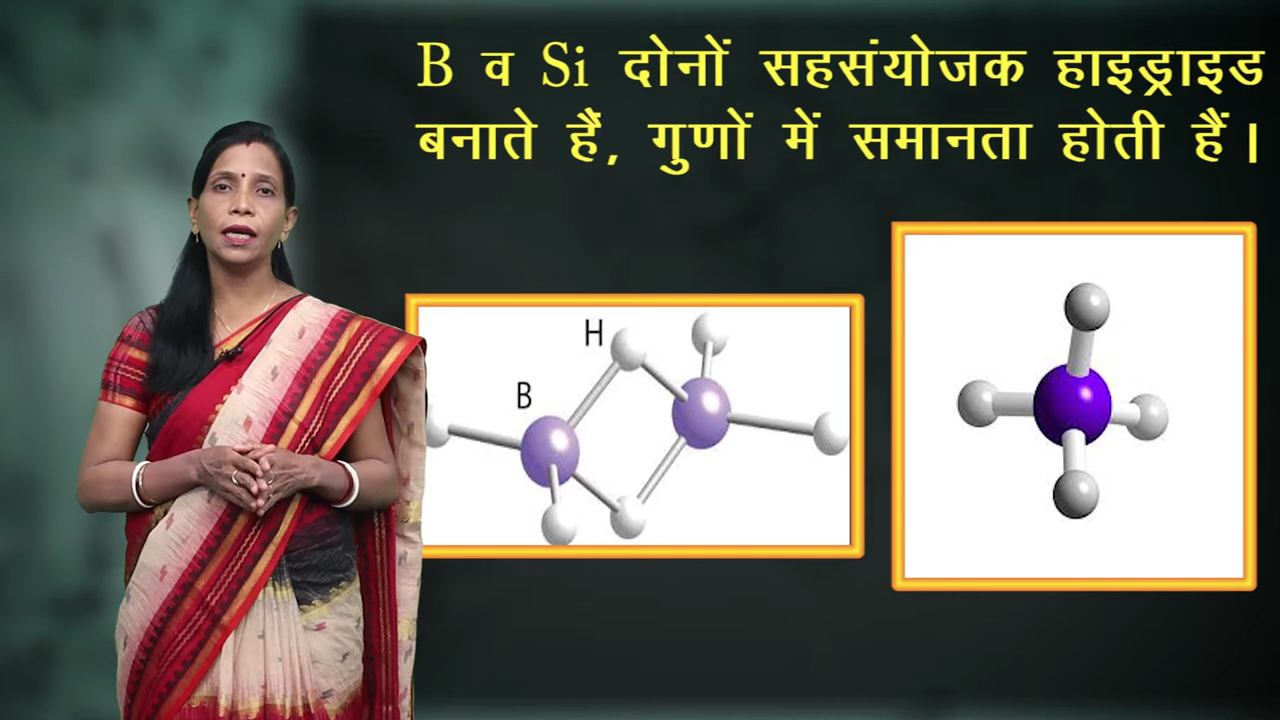 B व Si दोनों सहसंयोजक हाइड्राइड
बनाते हैं, गुणों में समानता होती हैं।
H
B